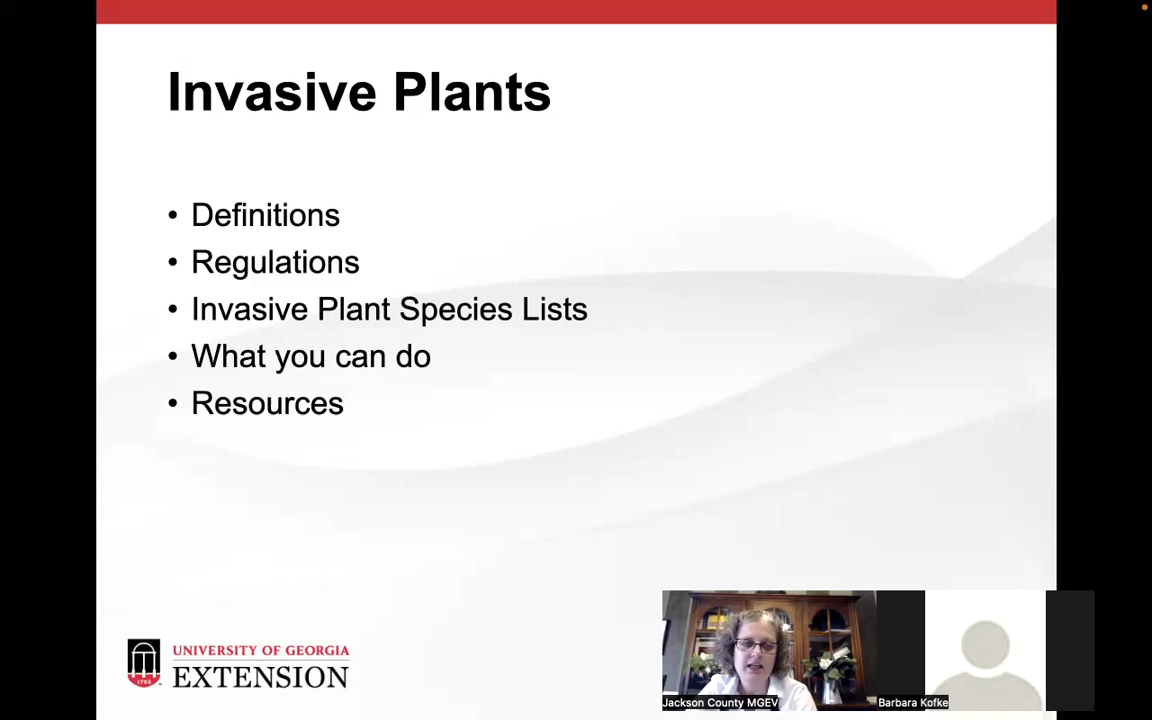 Invasive Plants
• Definitions
• Regulations
• Invasive Plant Species Lists
• What you can do
• Resources
UNIVERSITY OF GEORGIA
EXTENSION
1785
Jackson County MGEV
Barbara Kofke